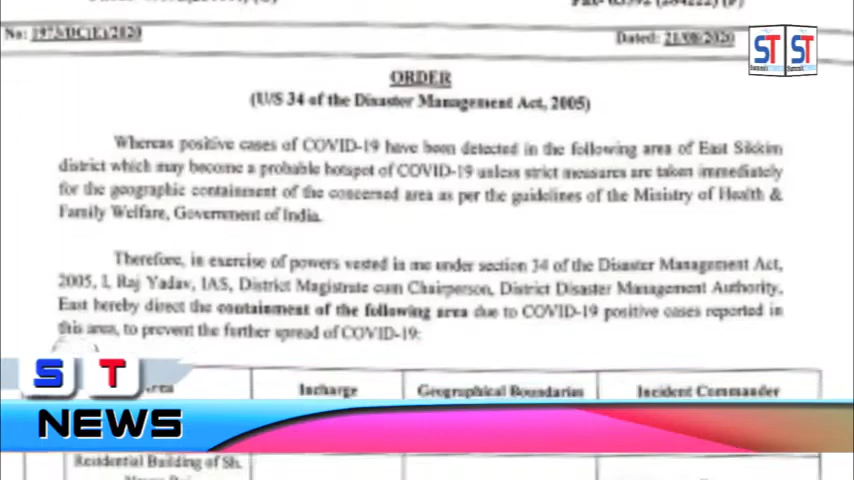 No: 1973/DC(E)/2020
Dated: 21/08/2020
ST ST
ORDER
(U/S 34 of the Disaster Management Act, 2005)
Whereas positive cases of COVID-19 have been detected in the following area of East Sikkim
district which may become a probable hotspot of COVID-19 unless strict measures are taken immediately
for the geographic containment of the concerned area as per the guidelines of the Ministry of Health &
Family Welfare, Government of India.
Therefore, in exercise of powers vested in me under section 34 of the Disaster Management Act,
2005, I, Raj Yadav, IAS, District Magistrate cum Chairperson, District Disaster Management Authority,
East hereby direct the containment of the following area due to COVID-19 positive cases reported in
this area, to prevent the further spread of COVID-19:
Incharge Geographical Boundaries Incident Commander
S T
NEWS
Residential Building of Sh.